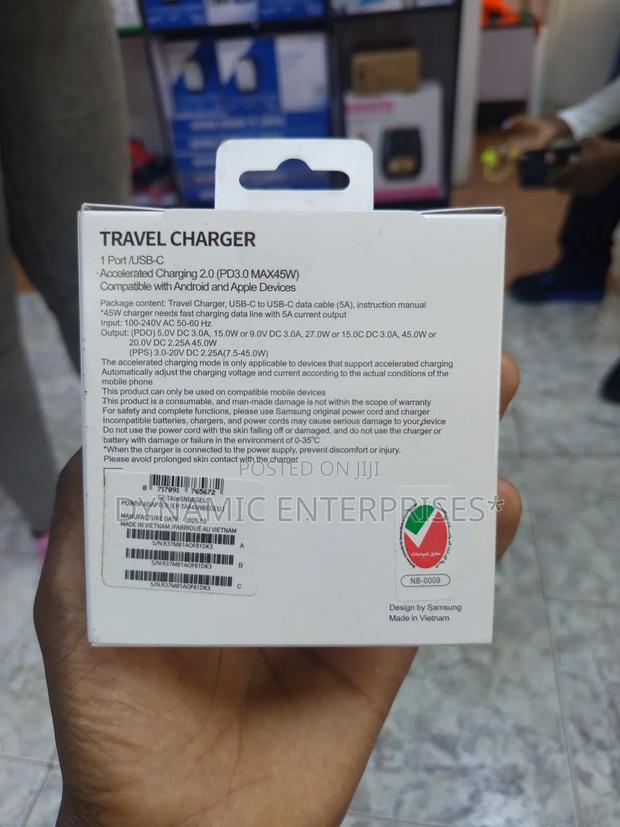 TRAVEL CHARGER
1 Port /USB-C
Accelerated Charging 2.0 (PD3.0 MAX45W)
Compatible with Android and Apple Devices
Package content: Travel Charger, USB-C to USB-C data cable (5A), instruction manual
*45W charger needs fast charging data line with 5A current output
Input: 100-240V AC 50-60 Hz
Output: (PDO) 5.0V DC 3.0A, 15.0W or 9.0V DC 3.0A, 27.0W or 15.0C DC 3.0A, 45.0W or
20.0V DC 2.25A 45.0W
(PPS) 3.0-20V DC 2.25A(7.5-45.0W)
The accelerated charging mode is only applicable to devices that support accelerated charging
Automatically adjust the charging voltage and current according to the actual conditions of the
mobile phone
This product can only be used on compatible mobile devices
This product is a consumable, and man-made damage is not within the scope of warranty
For safety and complete functions, please use Samsung original power cord and charger
Incompatible batteries, chargers, and power cords may cause serious damage to your device
Do not use the power cord with the skin falling off or damaged, and do not use the charger or
battery with damage or failure in the environment of 0-35°C
*When the charger is connected to the power supply, prevent discomfort or injury.
Please avoid prolonged skin contact with the charger
POSTED ON JIJI
8 717091 765672
DYNAMIC ENTERPRISES*
MANUFACTURE DATE
MADE IN VIETNAM /FABRIQUÉ AU VIETNAM
S/N:R37M81AOF81DK3 A
S/N:R37M81AOF81DK3 B
S/N:R37M81AOF81DK3 C
NB-0009
Design by Samsung
Made in Vietnam